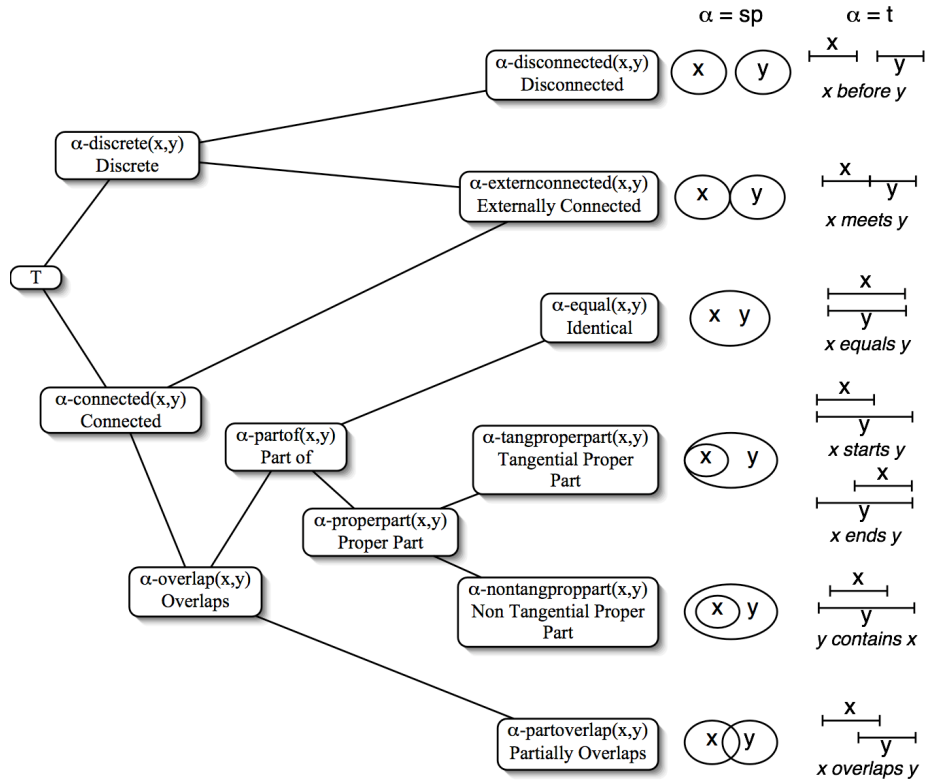 α = sp
α = t
α-disconnected(x,y)
Disconnected
x
y
x
y
x before y
α-discrete(x,y)
Discrete
α-externconnected(x,y)
Externally Connected
x
y
x
y
x meets y
T
α-equal(x,y)
Identical
x y
x
y
x equals y
α-connected(x,y)
Connected
α-partof(x,y)
Part of
α-tangproperpart(x,y)
Tangential Proper
Part
x
y
x
y
x starts y
x
y
x ends y
α-properpart(x,y)
Proper Part
α-overlap(x,y)
Overlaps
α-nontangproppart(x,y)
Non Tangential Proper
Part
x
y
x
y
y contains x
α-partoverlap(x,y)
Partially Overlaps
x
y
x
y
x overlaps y